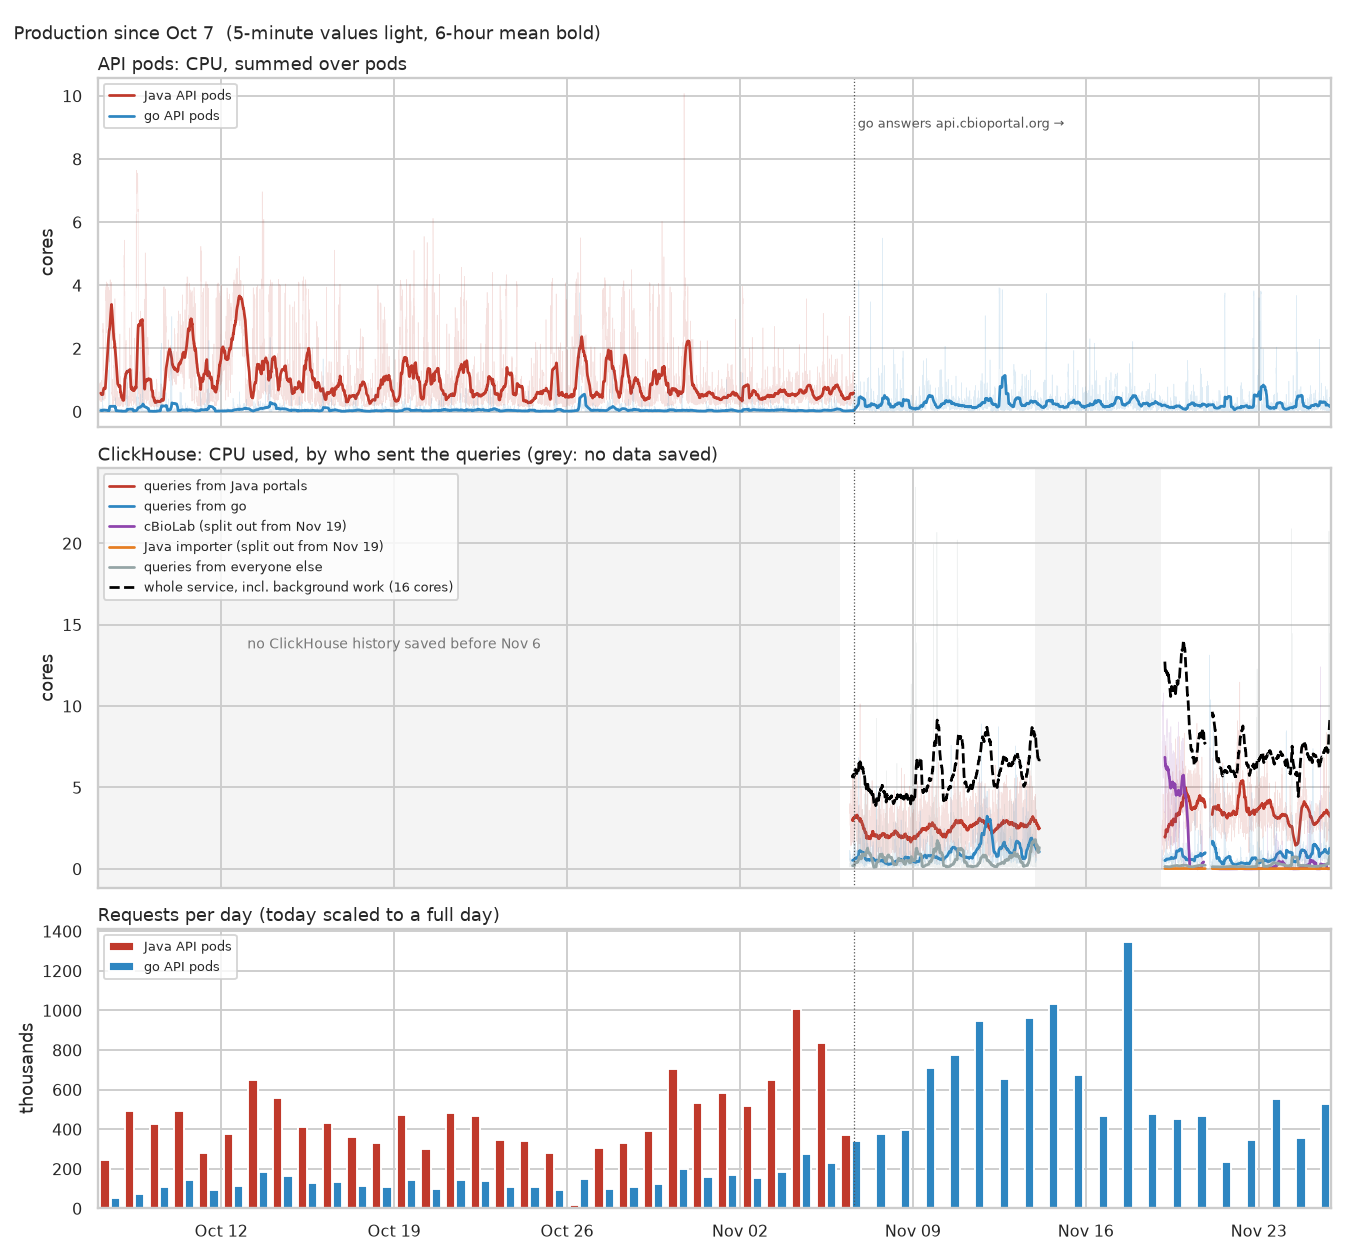 Production since Oct 7  (5-minute values light, 6-hour mean bold)
API pods: CPU, summed over pods
Java API pods
go API pods
go answers api.cbioportal.org →
cores
10
8
6
4
2
0
ClickHouse: CPU used, by who sent the queries (grey: no data saved)
queries from Java portals
queries from go
cBioLab (split out from Nov 19)
Java importer (split out from Nov 19)
queries from everyone else
whole service, incl. background work (16 cores)
no ClickHouse history saved before Nov 6
cores
20
15
10
5
0
Requests per day (today scaled to a full day)
Java API pods
go API pods
thousands
1400
1200
1000
800
600
400
200
0
Oct 12
Oct 19
Oct 26
Nov 02
Nov 09
Nov 16
Nov 23